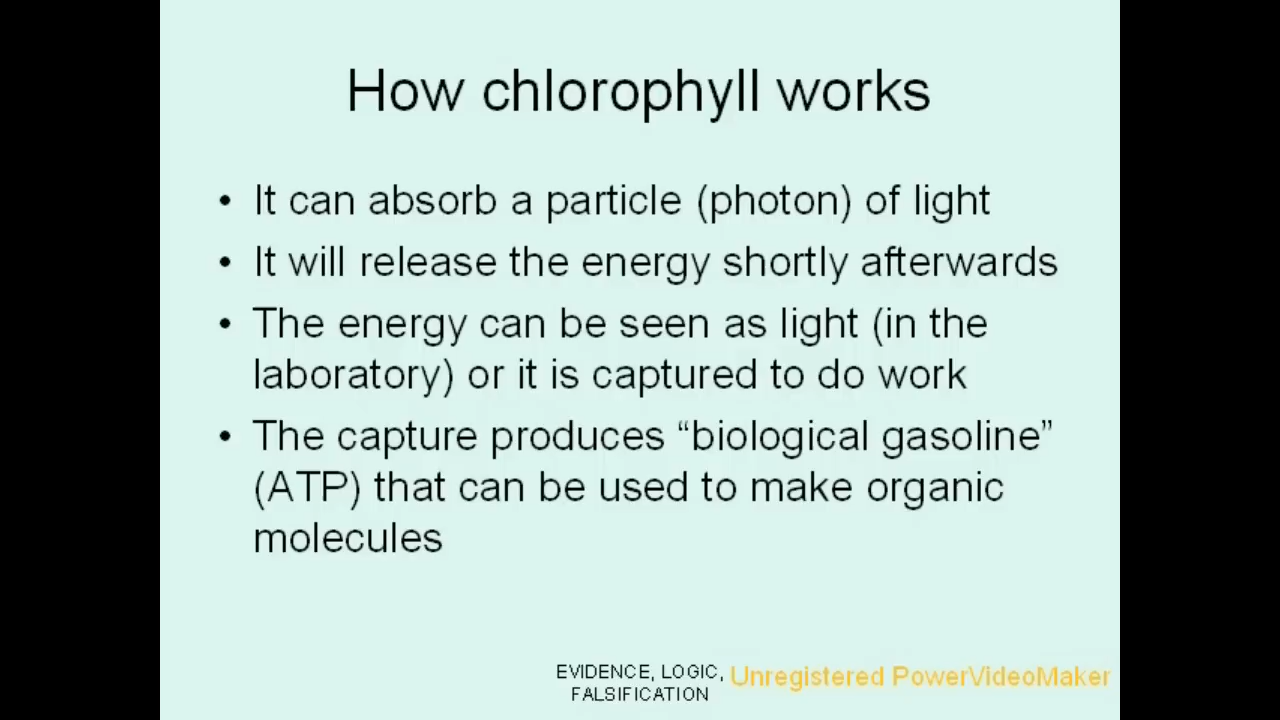 How chlorophyll works
• It can absorb a particle (photon) of light
• It will release the energy shortly afterwards
• The energy can be seen as light (in the
laboratory) or it is captured to do work
• The capture produces “biological gasoline”
(ATP) that can be used to make organic
molecules
EVIDENCE, LOGIC,
FALSIFICATION
Unregistered PowerVideoMaker